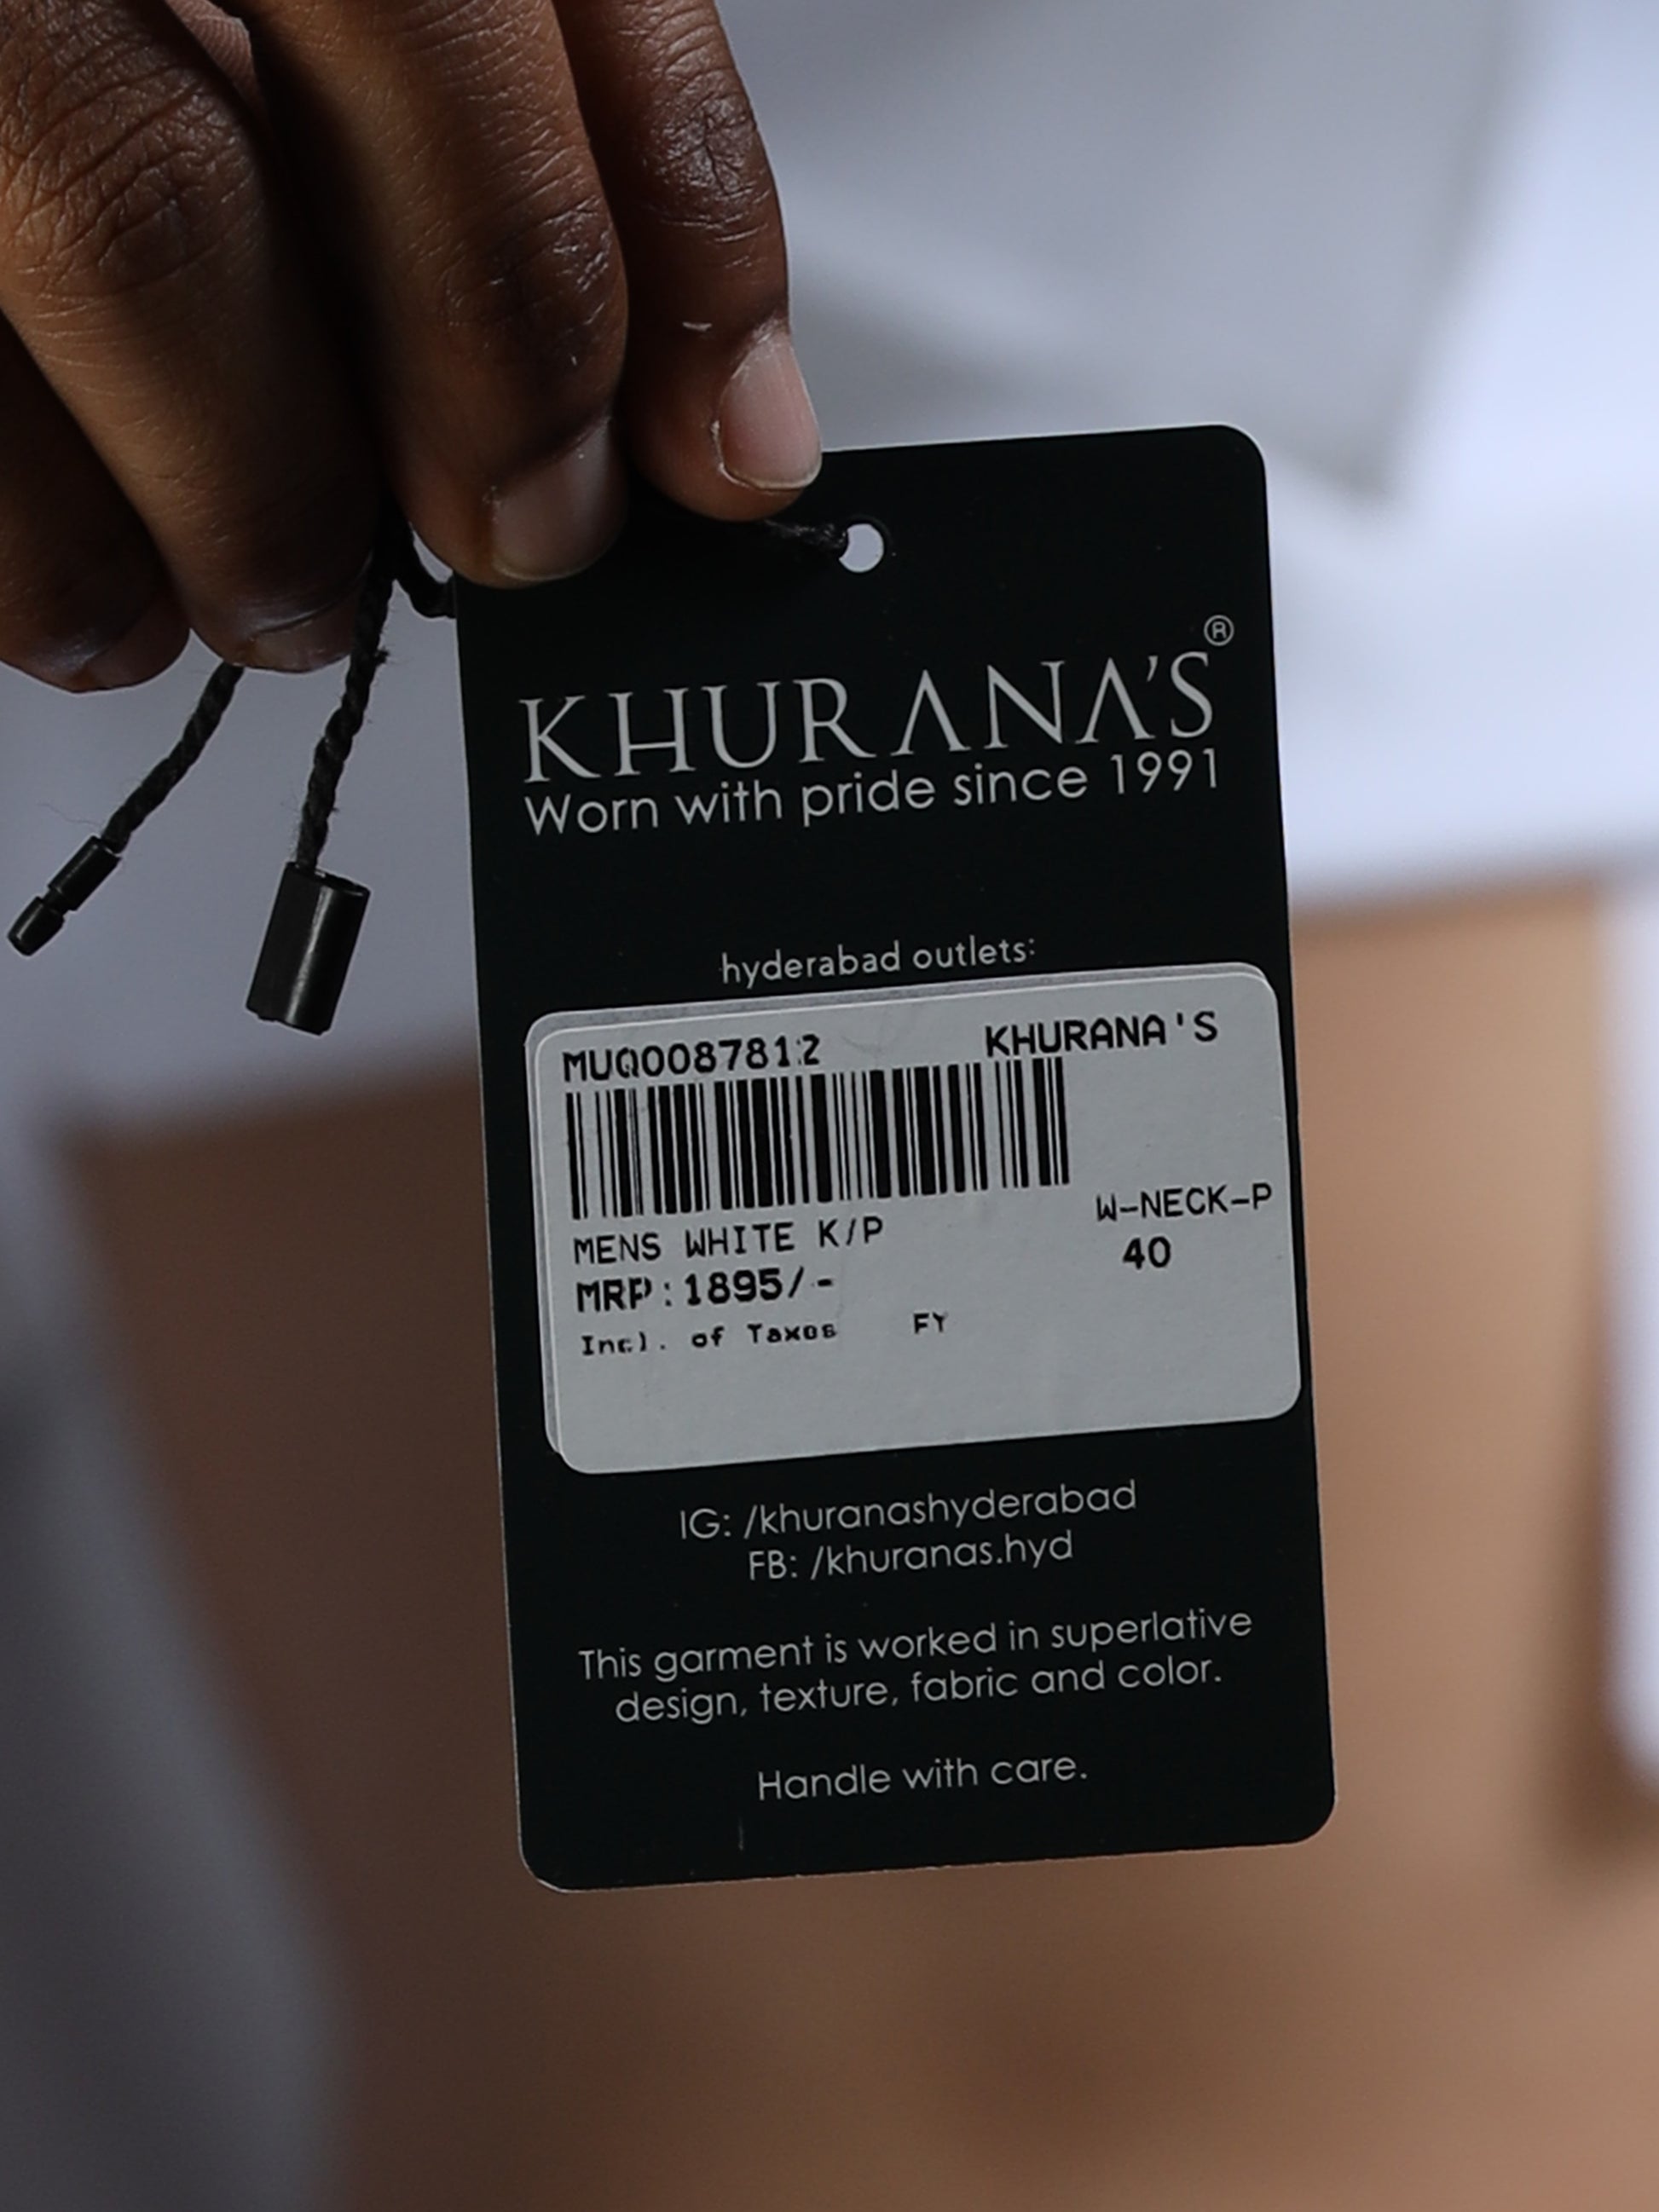 KHURANA'S®
Worn with pride since 1991
hyderabad outlets:
MUQ0087812 KHURANA'S
W-NECK-P
MENS WHITE K/P
40
MRP:1895/-
Incl. of Taxes FY
IG: /khuranashyderabad
FB: /khuranas.hyd
This garment is worked in superlative
design, texture, fabric and color.
Handle with care.